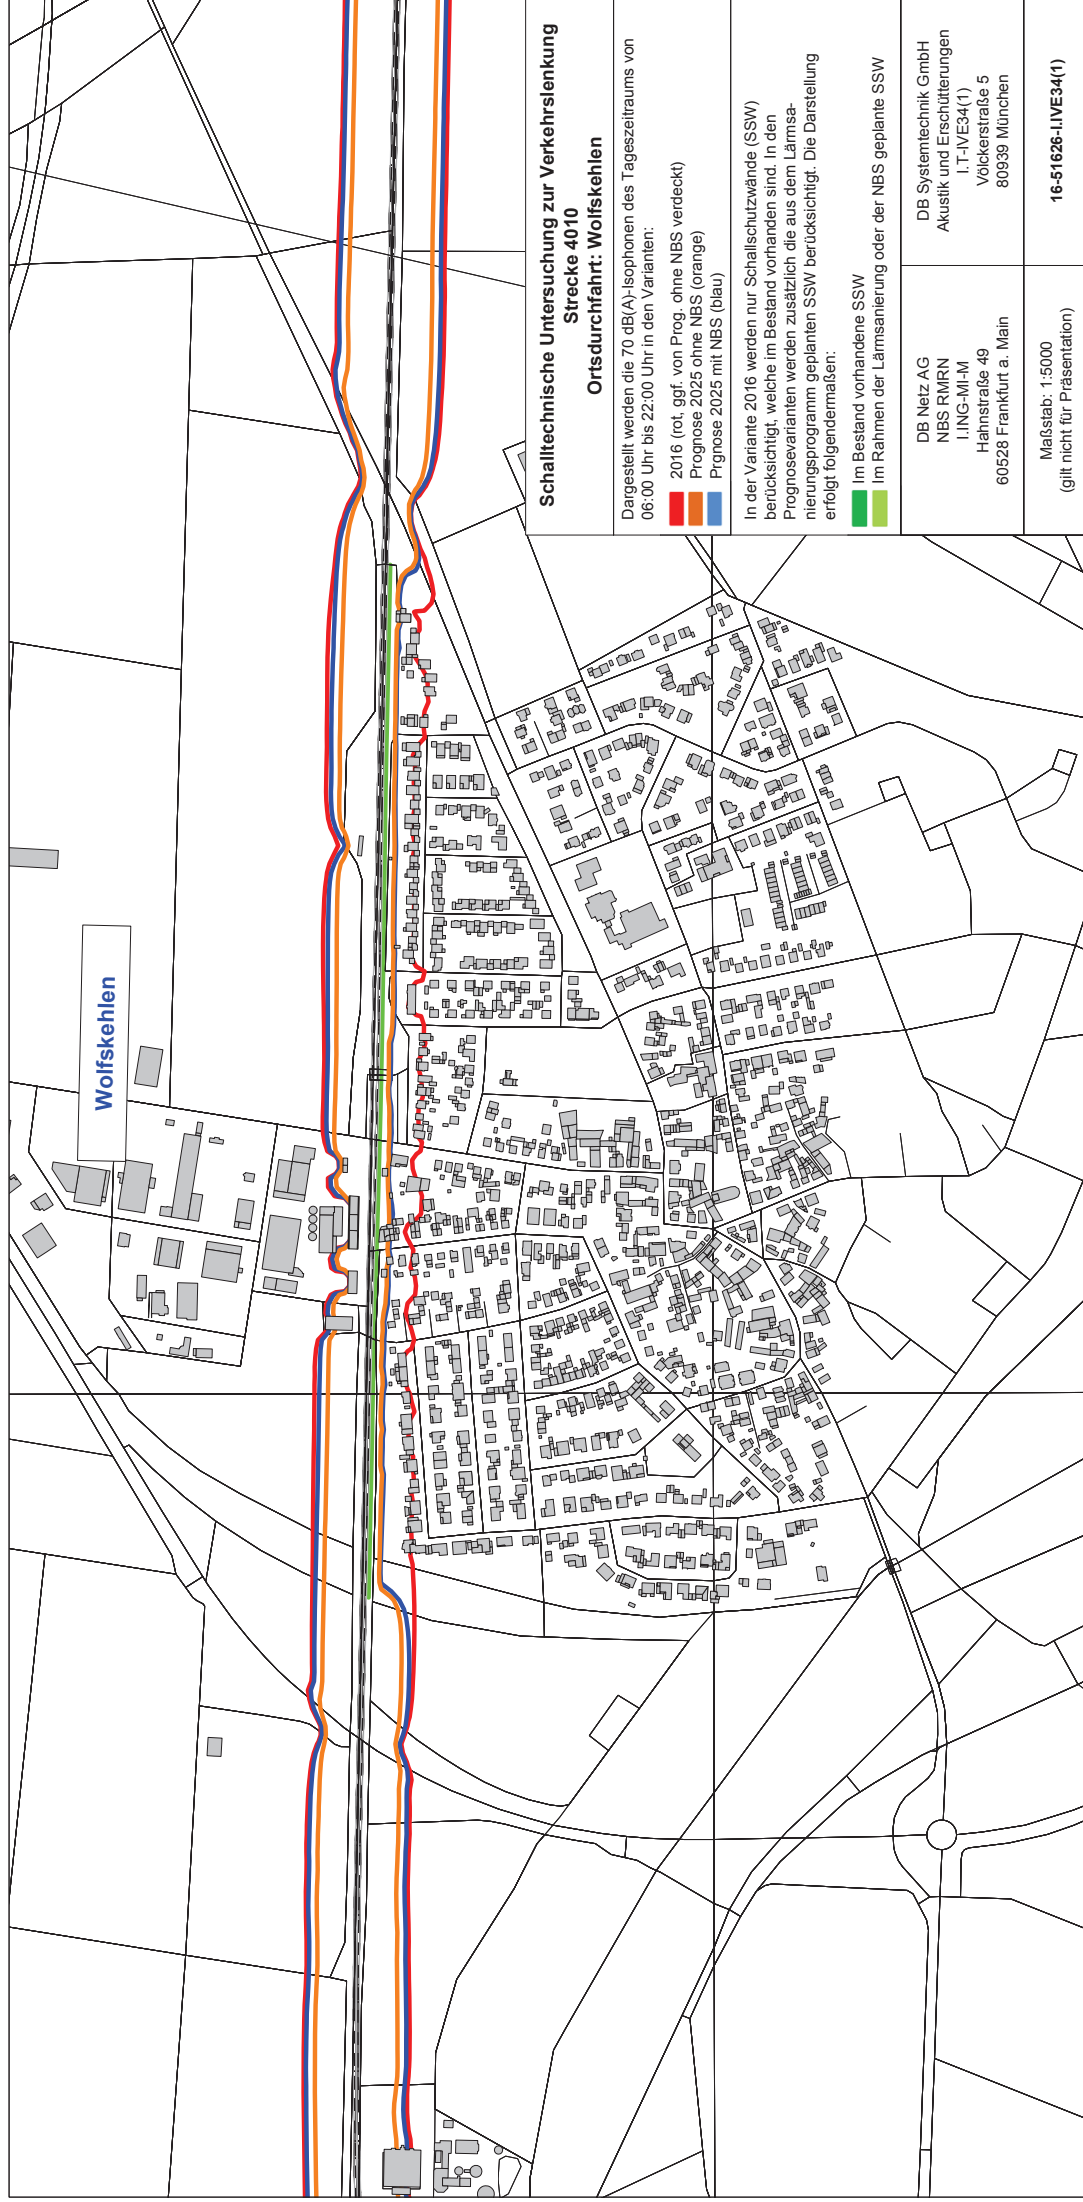 Wolfskehlen
Schalltechnische Untersuchung zur Verkehrslenkung
Strecke 4010
Ortsdurchfahrt: Wolfskehlen
Dargestellt werden die 70 dB(A)-Isophonen des Tageszeitraums von
06:00 Uhr bis 22:00 Uhr in den Varianten:
2016 (rot, ggf. von Prog. ohne NBS verdeckt)
Prognose 2025 ohne NBS (orange)
Prgnose 2025 mit NBS (blau)
In der Variante 2016 werden nur Schallschutzwände (SSW)
berücksichtigt, welche im Bestand vorhanden sind. In den
Prognosevarianten werden zusätzlich die aus dem Lärmsa-
nierungsprogramm geplanten SSW berücksichtigt. Die Darstellung
erfolgt folgendermaßen:
Im Bestand vorhandene SSW
Im Rahmen der Lärmsanierung oder der NBS geplante SSW
DB Netz AG
NBS RMRN
I.ING-MI-M
Hahnstraße 49
60528 Frankfurt a. Main
DB Systemtechnik GmbH
Akustik und Erschütterungen
I.T-IVE34(1)
Völckerstraße 5
80939 München
Maßstab: 1:5000
(gilt nicht für Präsentation)
16-51626-I.IVE34(1)